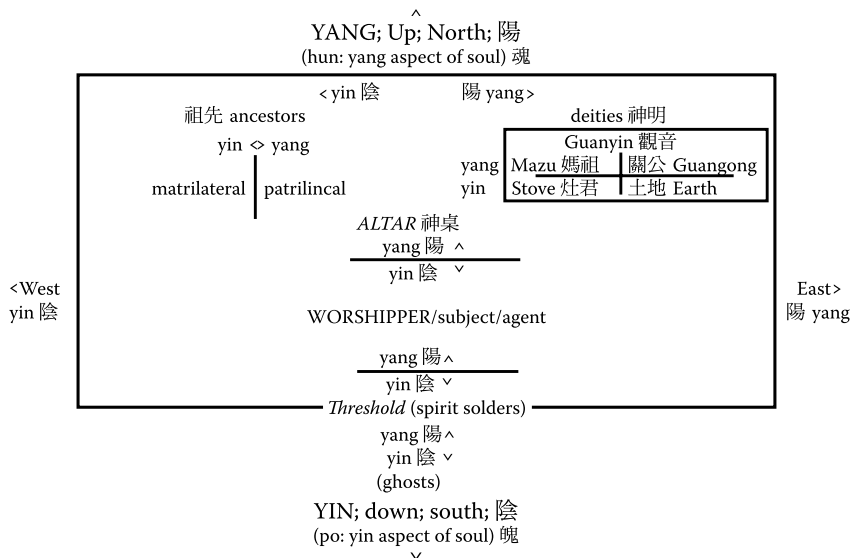 ^
YANG; Up; North; 陽
(hun: yang aspect of soul) 魂
< yin 陰 陽 yang >
祖先 ancestors
yin <> yang
matrilateral patrilincal
deities 神明
Guanyin 觀音
yang Mazu 媽祖 關公 Guangong
yin Stove 灶君 土地 Earth
ALTAR 神桌
yang 陽 ^
yin 陰 ˅
<West
yin 陰
East>
陽 yang
WORSHIPPER/subject/agent
yang 陽 ^
yin 陰 ˅
Threshold (spirit solders)
yang 陽 ^
yin 陰 ˅
(ghosts)
YIN; down; south; 陰
(po: yin aspect of soul) 魄
˅